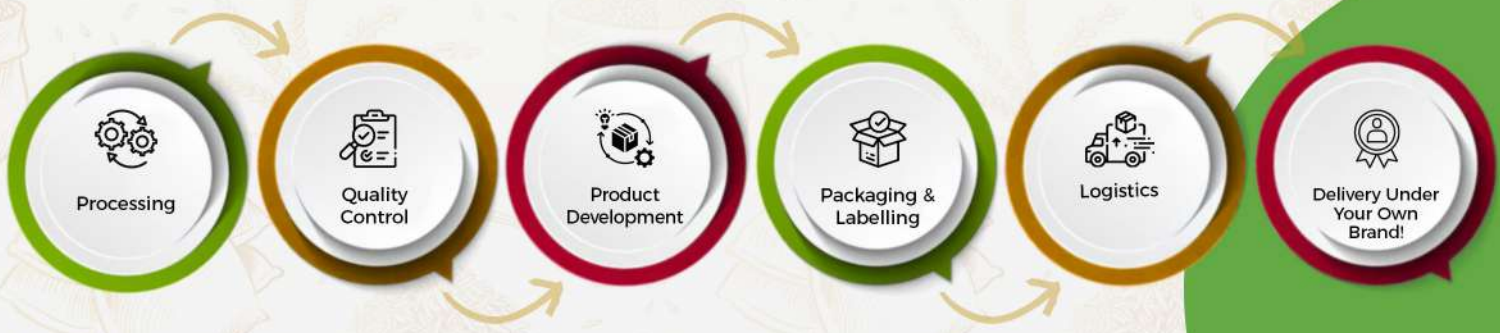 Processing
Quality
Control
Product
Development
Packaging &
Labelling
Logistics
Delivery Under
Your Own
Brand!